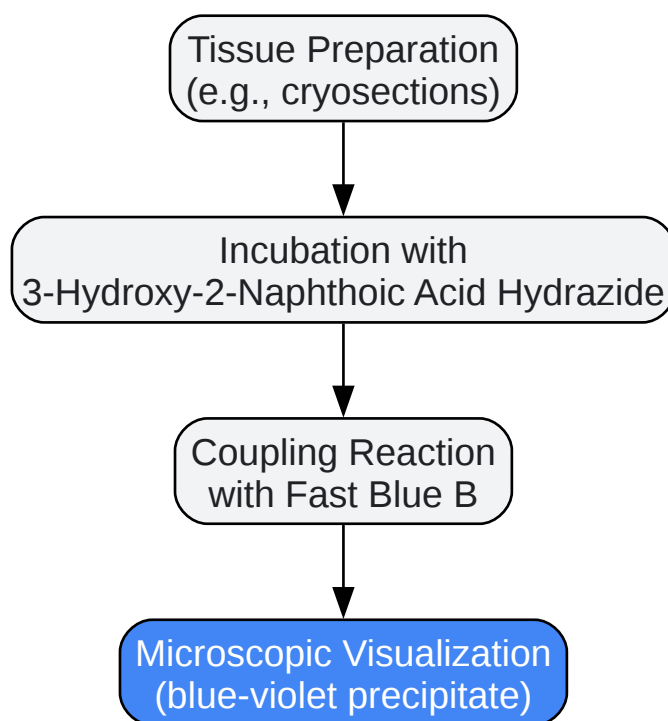 Tissue Preparation
(e.g., cryosections)
Incubation with
3-Hydroxy-2-Naphthoic Acid Hydrazide
Coupling Reaction
with Fast Blue B
Microscopic Visualization
(blue-violet precipitate)